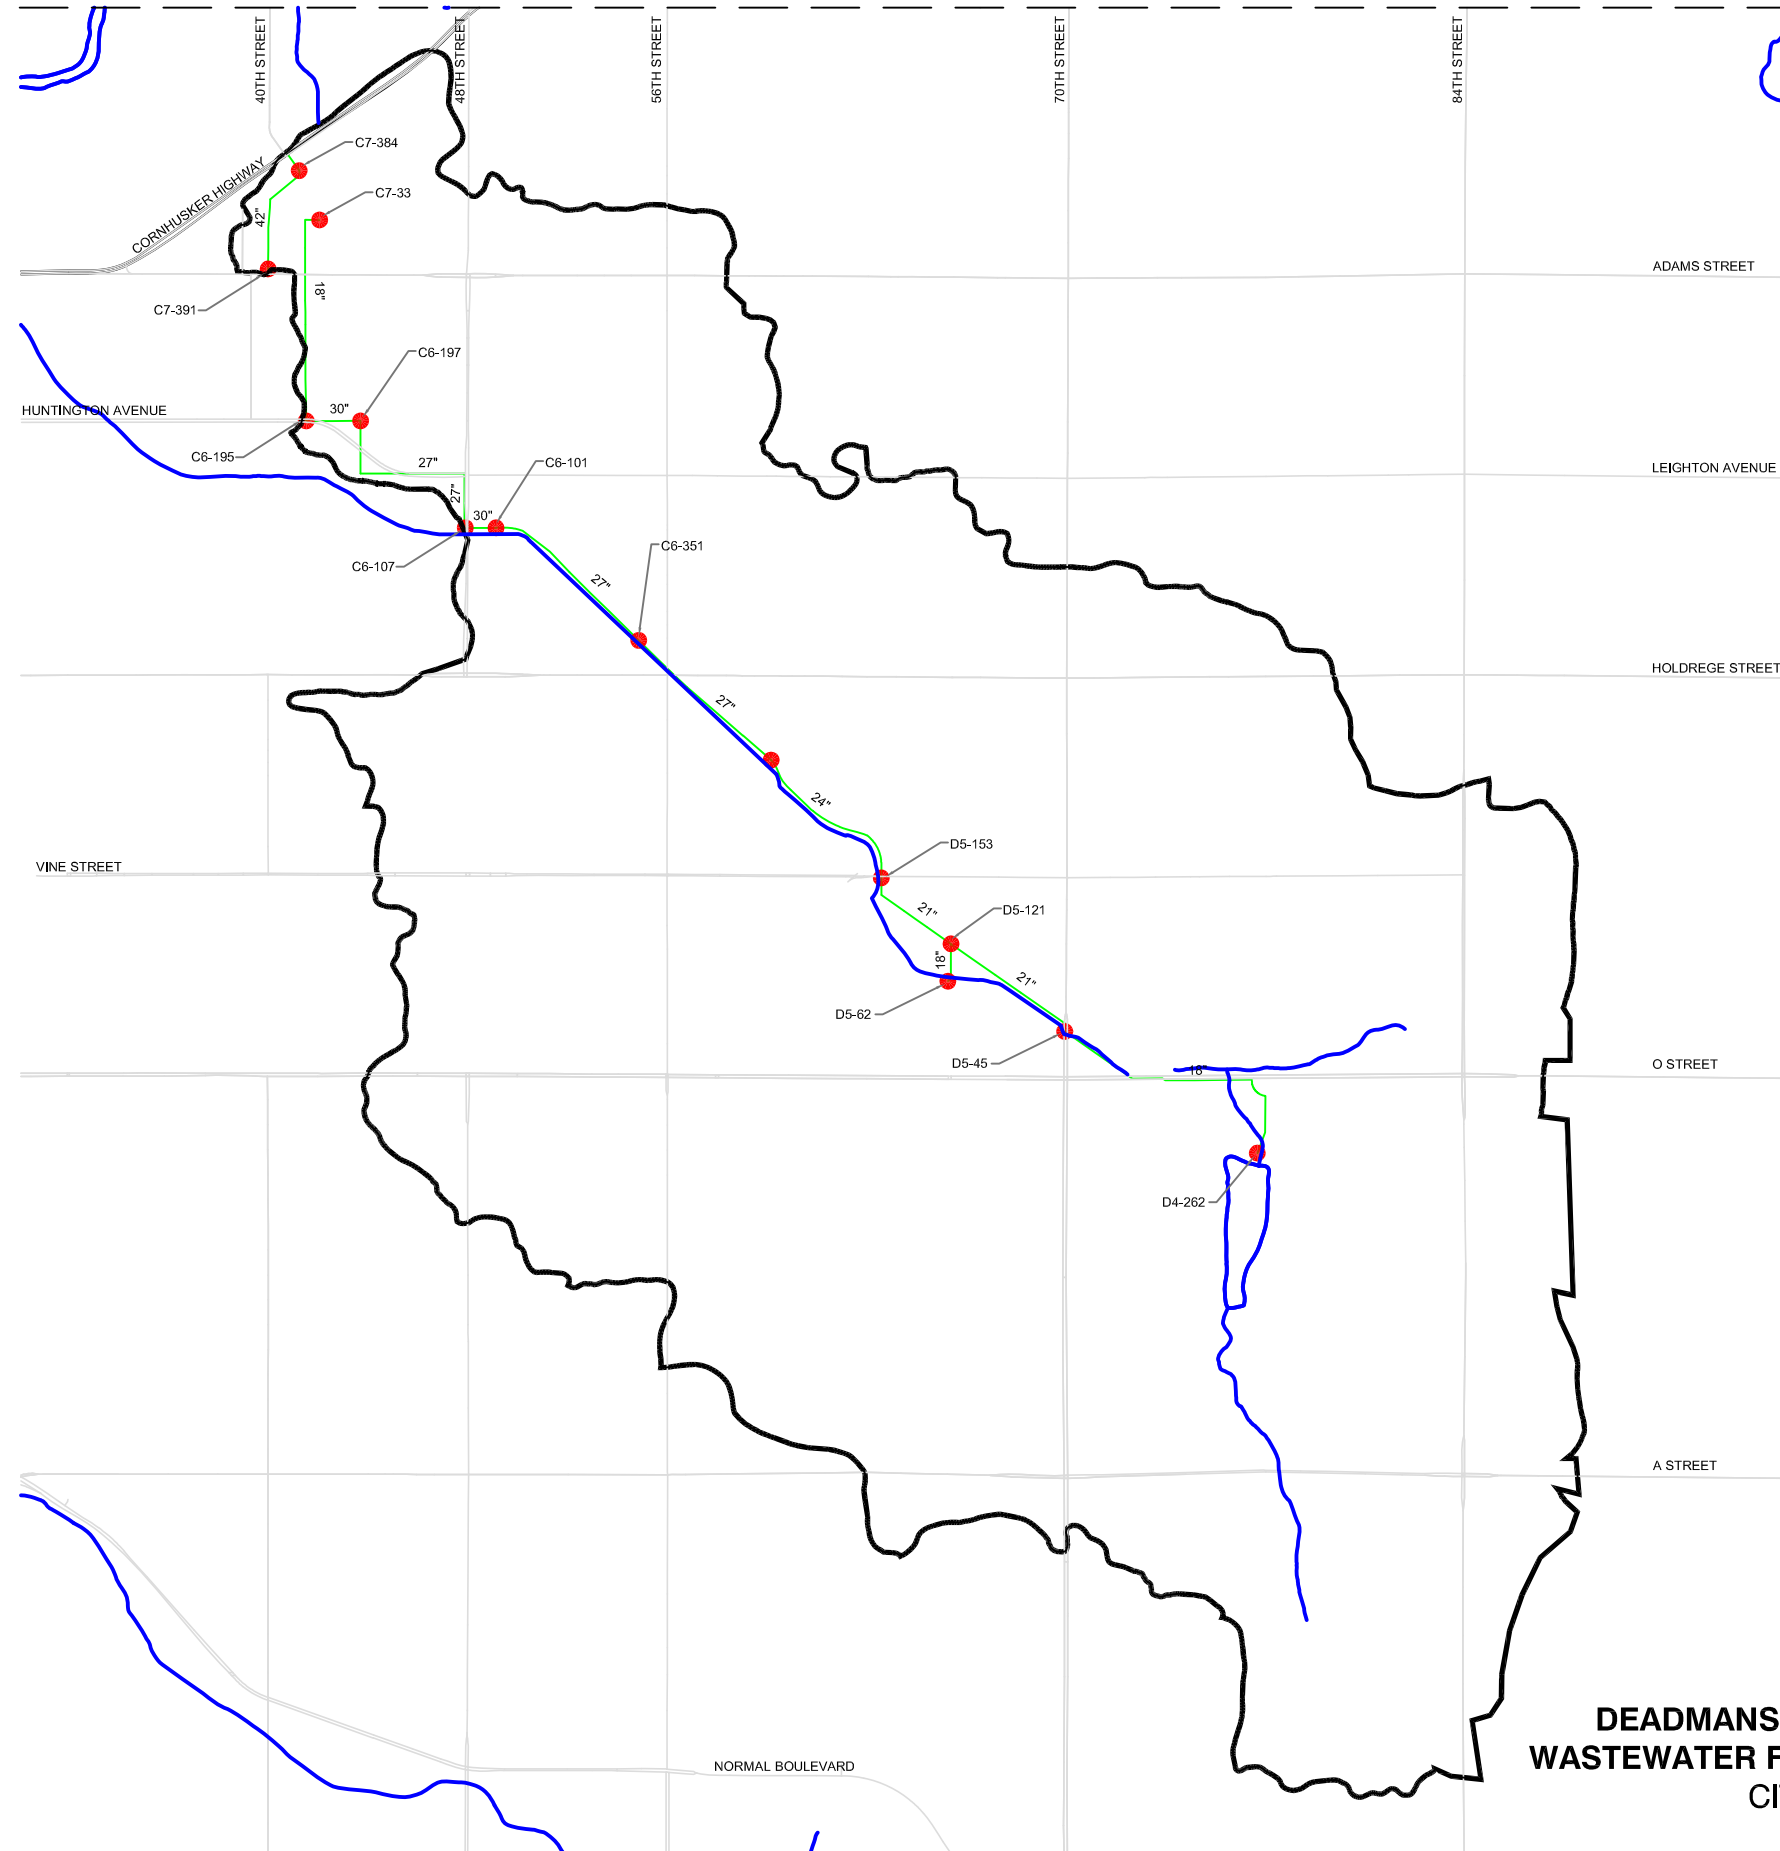 40TH STREET
48TH STREET
56TH STREET
70TH STREET
84TH STREET
C7-384
CORNHUSKER HIGHWAY
C7-33
42"
ADAMS STREET
18"
C7-391
C6-197
HUNTINGTON AVENUE
30"
C6-195
27"
C6-101
LEIGHTON AVENUE
27"
30"
C6-107
C6-351
27"
HOLDREGE STREET
27"
24"
D5-153
VINE STREET
21"
D5-121
18"
21"
D5-62
D5-45
18"
O STREET
D4-262
A STREET
DEADMANS
WASTEWATER F
NORMAL BOULEVARD
CI